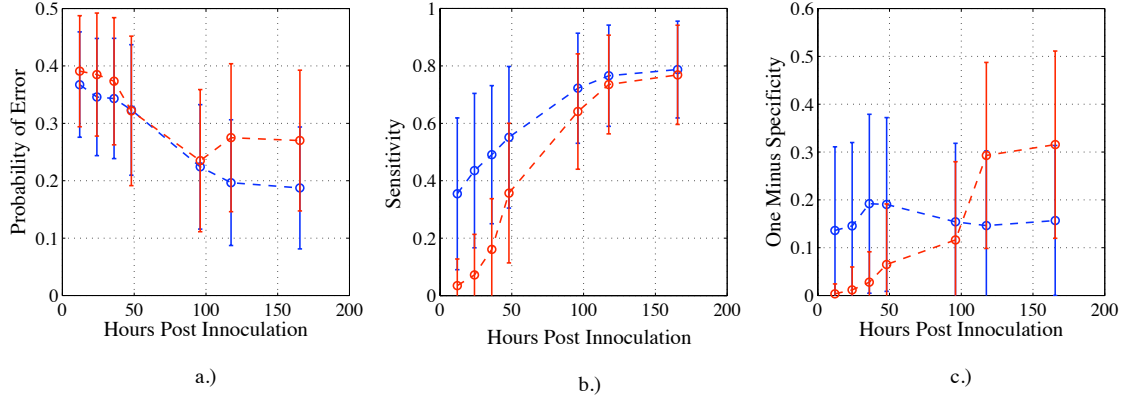 0.5
0.4
0.3
0.2
0.1
0
0 50 100 150 200
Probability of Error
Hours Post Innoculation
a.)
1
0.8
0.6
0.4
0.2
0
0 50 100 150 200
Sensitivity
Hours Post Innoculation
b.)
0.6
0.5
0.4
0.3
0.2
0.1
0
0 50 100 150 200
One Minus Specificity
Hours Post Innoculation
c.)